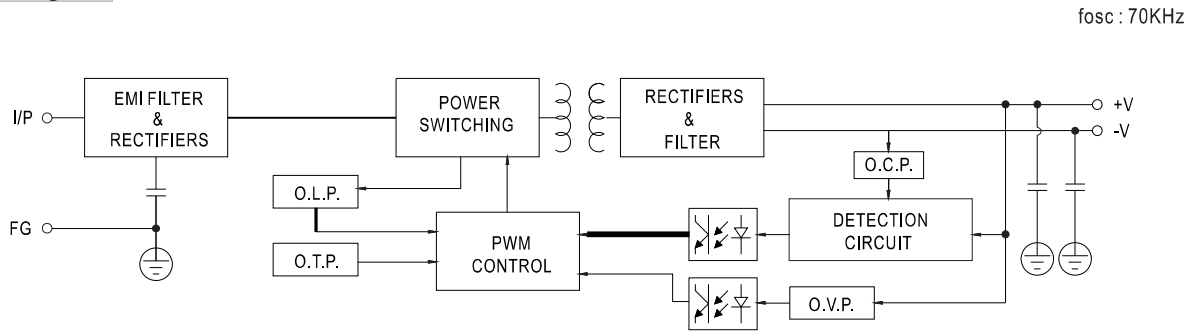 fosc : 70KHz
I/P
EMI FILTER
&
RECTIFIERS
POWER
SWITCHING
RECTIFIERS
&
FILTER
+V
-V
O.C.P.
O.L.P.
FG
O.T.P.
PWM
CONTROL
DETECTION
CIRCUIT
O.V.P.